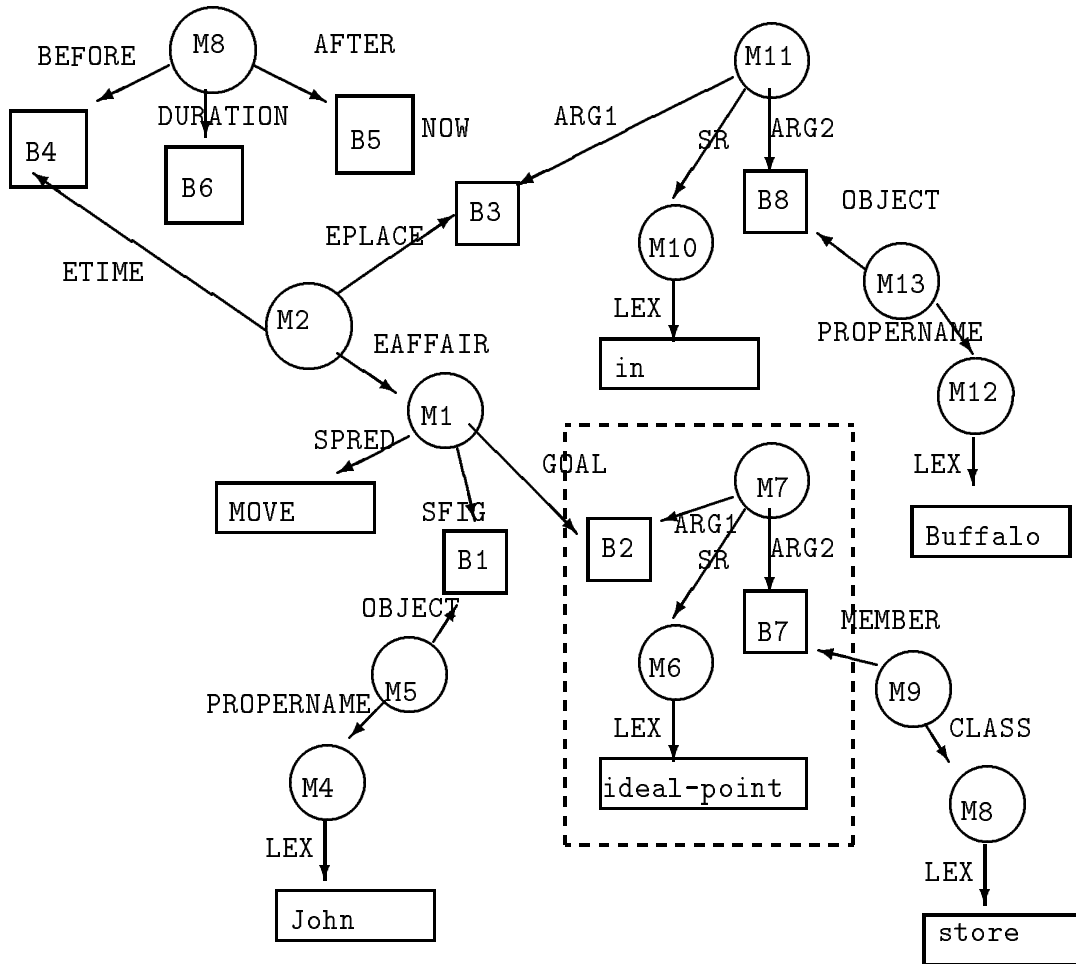 M8
AFTER
BEFORE
M11
DURATION
ARG1
NOW
B5
SR
ARG2
B4
B6
B3
B8
OBJECT
EPLACE
M10
ETIME
M13
LEX
M2
PROPERNAME
EAFFAIR
in
M12
M1
SPRED
GOAL
LEX
M7
MOVE
SFIG
ARG1
Buffalo
B2
SR
ARG2
B1
OBJECT
MEMBER
B7
M6
M5
M9
PROPERNAME
LEX
CLASS
M4
ideal-point
M8
LEX
LEX
John
store